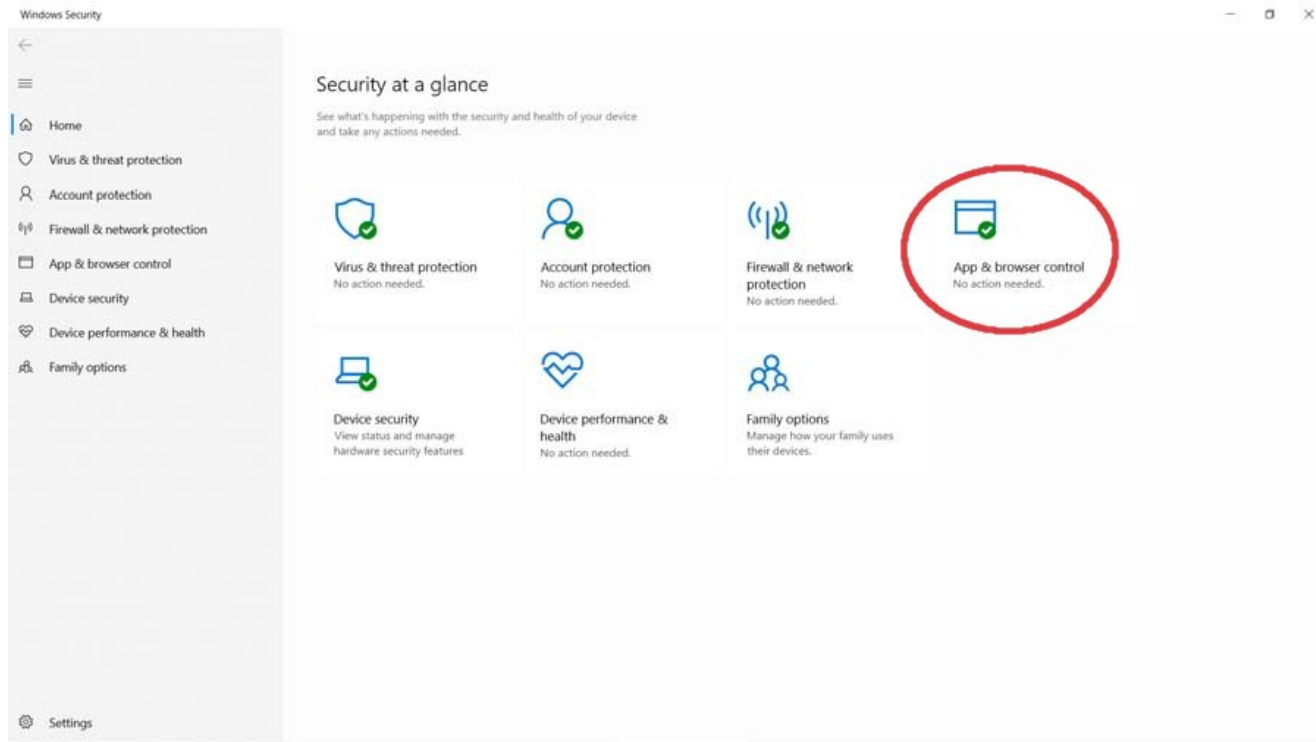 Windows Security
Home
Virus & threat protection
Account protection
Firewall & network protection
App & browser control
Device security
Device performance & health
Family options
Settings
Security at a glance
See what's happening with the security and health of your device
and take any actions needed.
Virus & threat protection
No action needed.
Account protection
No action needed.
Firewall & network
protection
No action needed.
App & browser control
No action needed.
Device security
View status and manage
hardware security features
Device performance &
health
No action needed.
Family options
Manage how your family uses
their devices.